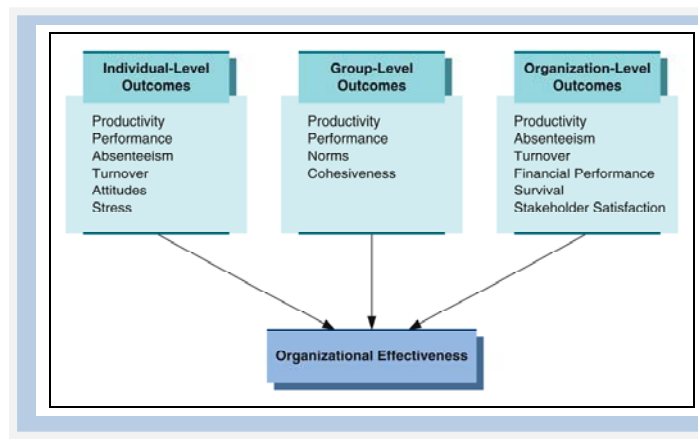 Individual-Level
Outcomes
Productivity
Performance
Absenteeism
Turnover
Attitudes
Stress
Group-Level
Outcomes
Productivity
Performance
Norms
Cohesiveness
Organization-Level
Outcomes
Productivity
Absenteeism
Turnover
Financial Performance
Survival
Stakeholder Satisfaction
Organizational Effectiveness